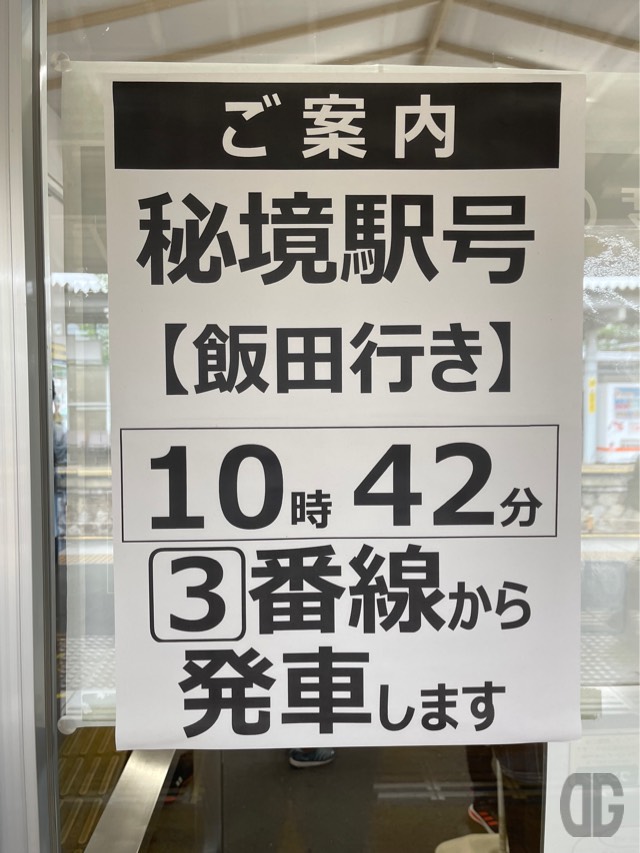 ご案内
秘境駅号
【飯田行き】
10時42分
3番線から
発車します
DG